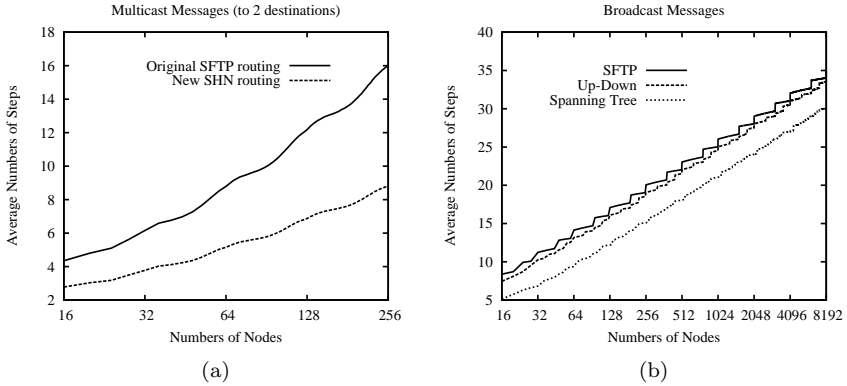 Multicast Messages (to 2 destinations)
18
16
14
12
10
8
6
4
2
Average Numbers of Steps
Original SFTP routing
New SHN routing
16 32 64 128 256
Numbers of Nodes
(a)
Broadcast Messages
40
35
30
25
20
15
10
5
Average Numbers of Steps
SFTP
Up-Down
Spanning Tree
16 32 64 128 256 512 1024 2048 4096 8192
Numbers of Nodes
(b)